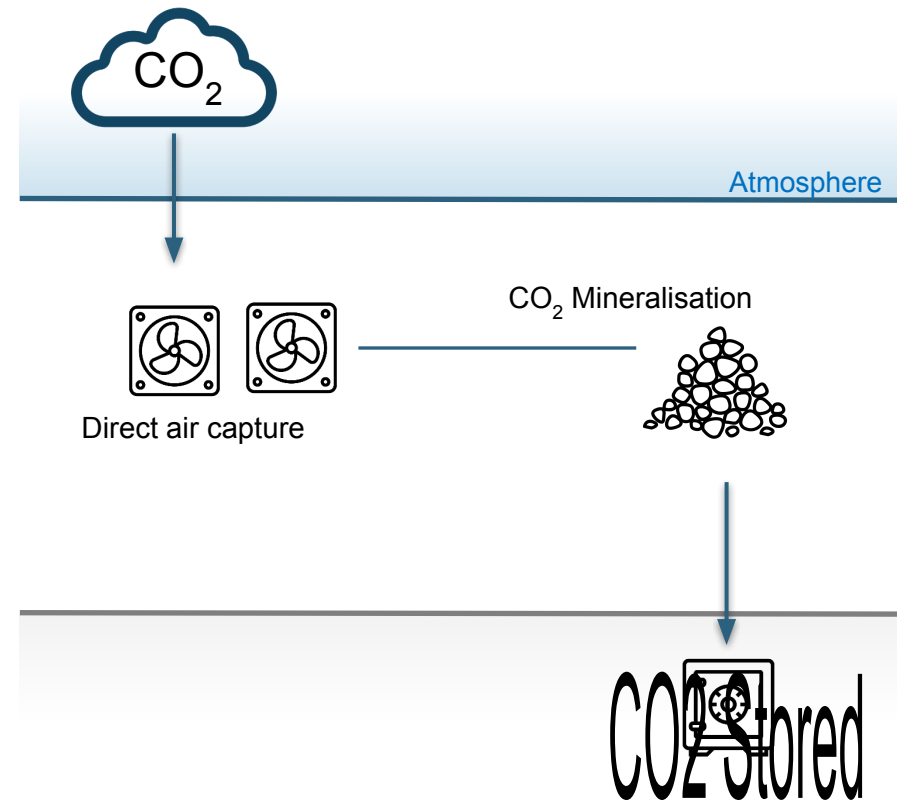 CO₂
Atmosphere
CO₂ Mineralisation
Direct air capture
CO2 Stored